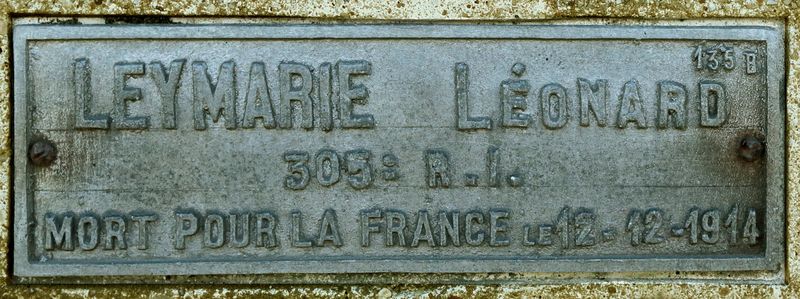 135 B
LEYMARIE LÉONARD
305E R.I.
MORT POUR LA FRANCE LE 12-12-1914